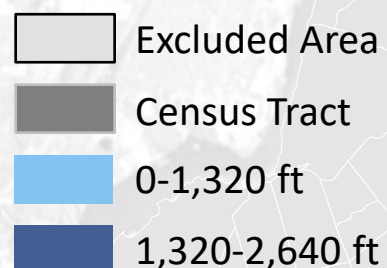 Excluded Area
Census Tract
0-1,320 ft
1,320-2,640 ft